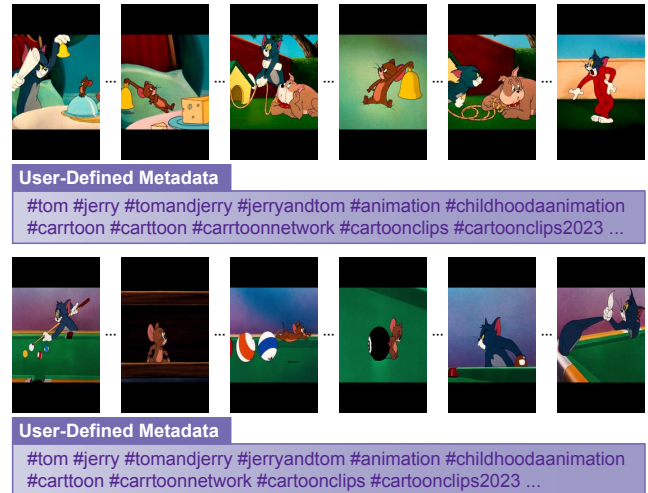 ... ... ... ... ...
User-Defined Metadata
#tom #jerry #tomandjerry #jerryandtom #animation #childhoodaanimation
#carrtoon #carttoon #carrtoonnetwork #cartoonclips #cartoonclips2023 ...
... ... ... ... ...
User-Defined Metadata
#tom #jerry #tomandjerry #jerryandtom #animation #childhoodaanimation
#carttoon #carrtoonnetwork #cartoonclips #cartoonclips2023 ...